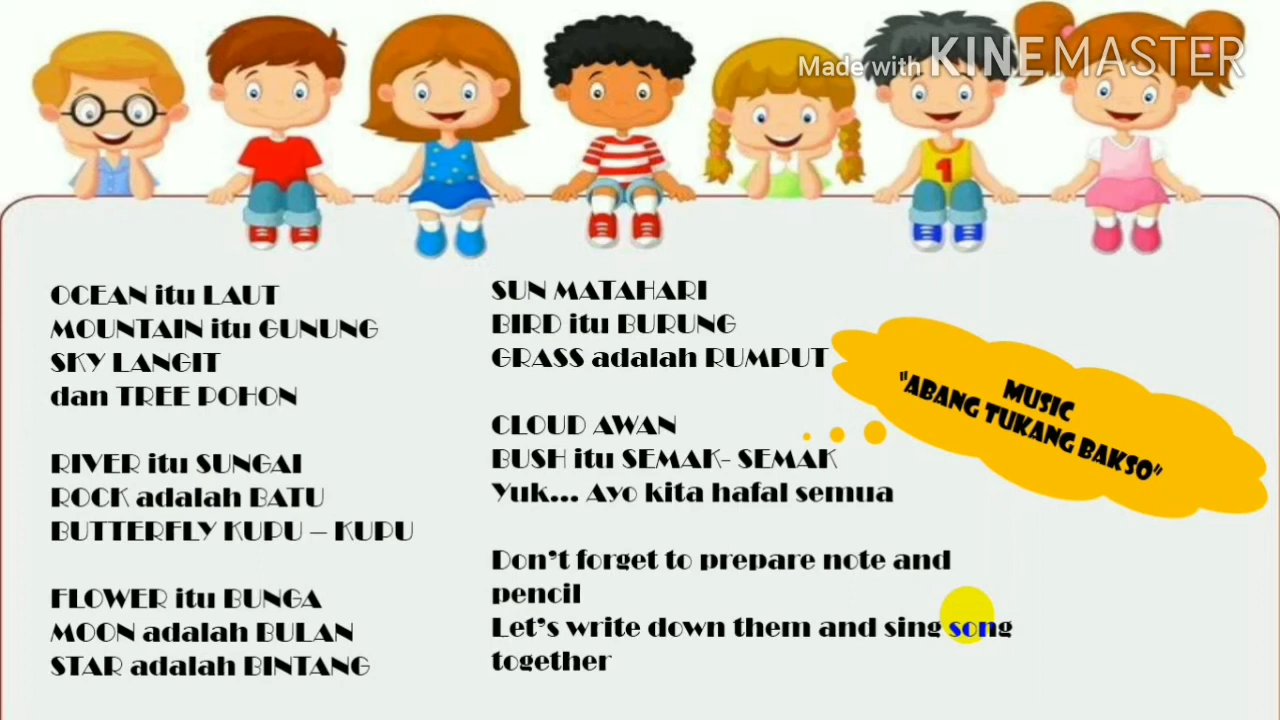 Made with KINEMASTER
OCEAN itu LAUT
MOUNTAIN itu GUNUNG
SKY LANGIT
dan TREE POHON
RIVER itu SUNGAI
ROCK adalah BATU
BUTTERFLY KUPU – KUPU
FLOWER itu BUNGA
MOON adalah BULAN
STAR adalah BINTANG
SUN MATAHARI
BIRD itu BURUNG
GRASS adalah RUMPUT
CLOUD AWAN
BUSH itu SEMAK- SEMAK
Yuk... Ayo kita hafal semua
Don't forget to prepare note and
pencil
Let's write down them and sing song
together
MUSIC
"ABANG TUKANG BAKSO"
1